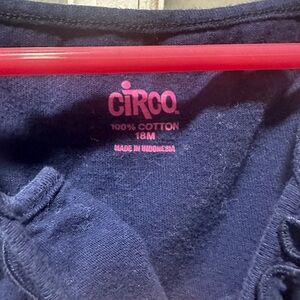 CiRCO
100% COTTON
18M
MADE IN INDONESIA